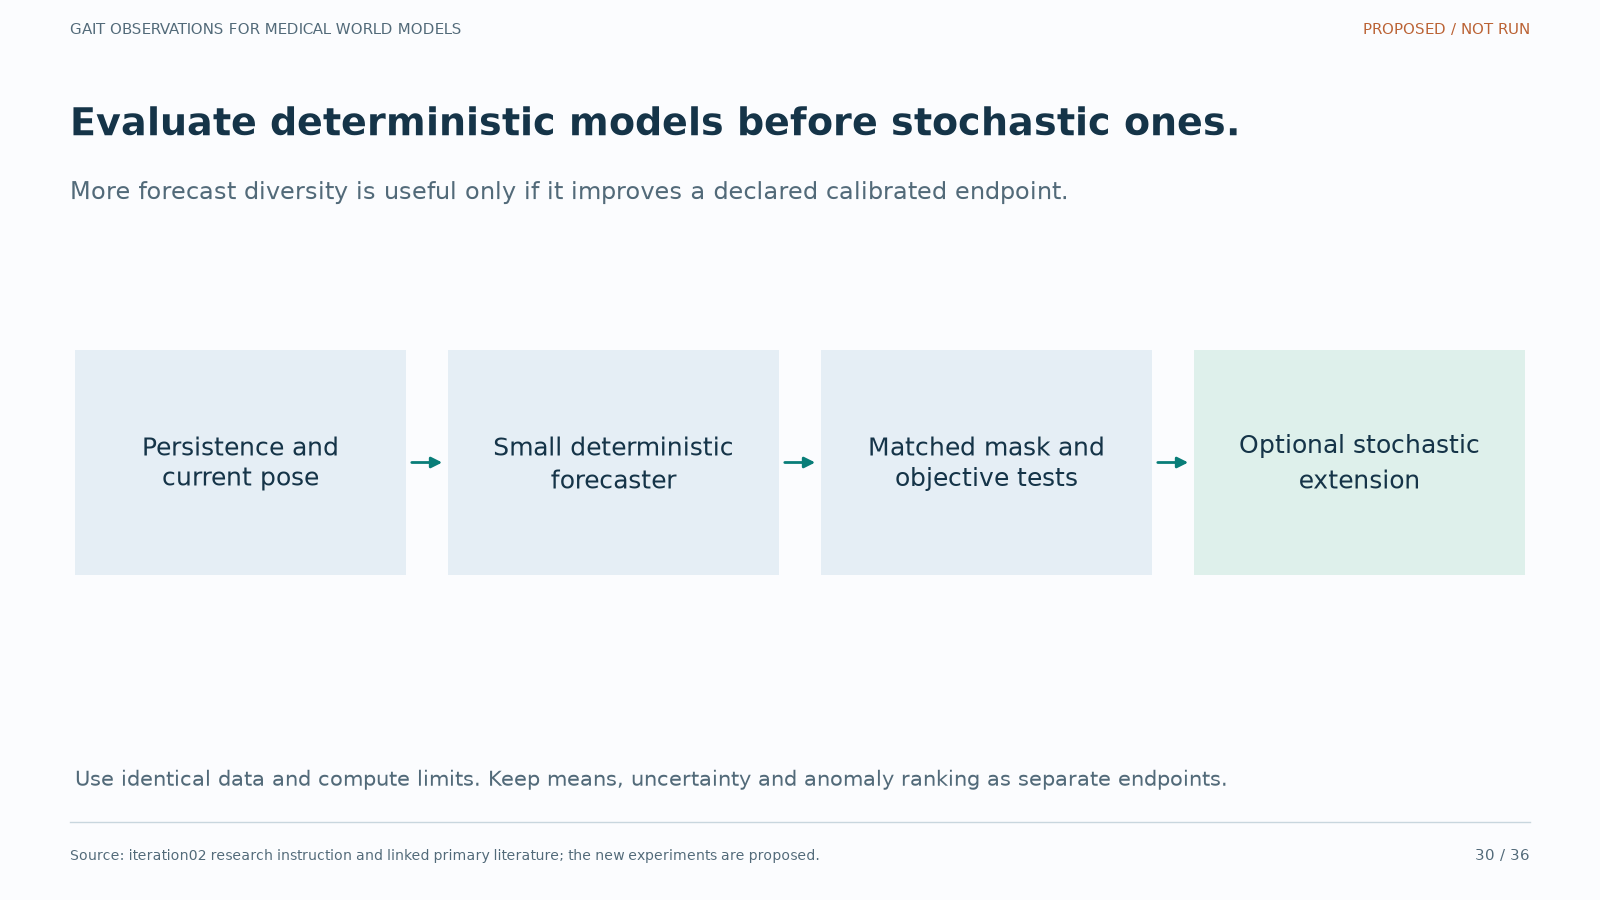 GAIT OBSERVATIONS FOR MEDICAL WORLD MODELS
PROPOSED / NOT RUN
Evaluate deterministic models before stochastic ones.
More forecast diversity is useful only if it improves a declared calibrated endpoint.
Persistence and
current pose
Small deterministic
forecaster
Matched mask and
objective tests
Optional stochastic
extension
Use identical data and compute limits. Keep means, uncertainty and anomaly ranking as separate endpoints.
Source: iteration02 research instruction and linked primary literature; the new experiments are proposed.
30 / 36